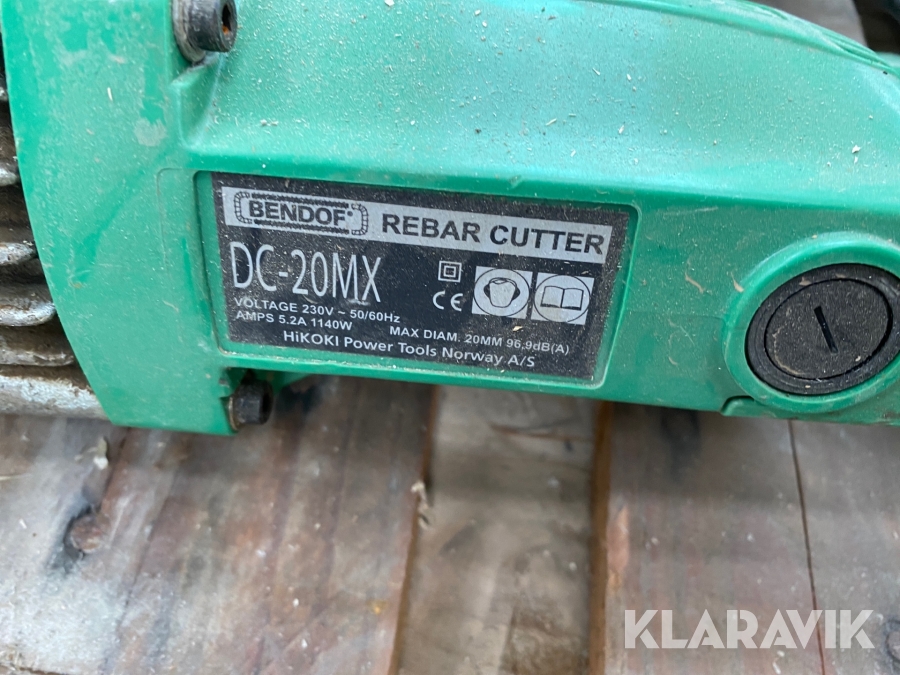 BENDOF® REBAR CUTTER
DC-20MX
CE
VOLTAGE 230V ~ 50/60Hz
AMPS 5.2A 1140W MAX DIAM. 20MM 96,9dB(A)
HiKOKI Power Tools Norway A/S
KLARAVIK